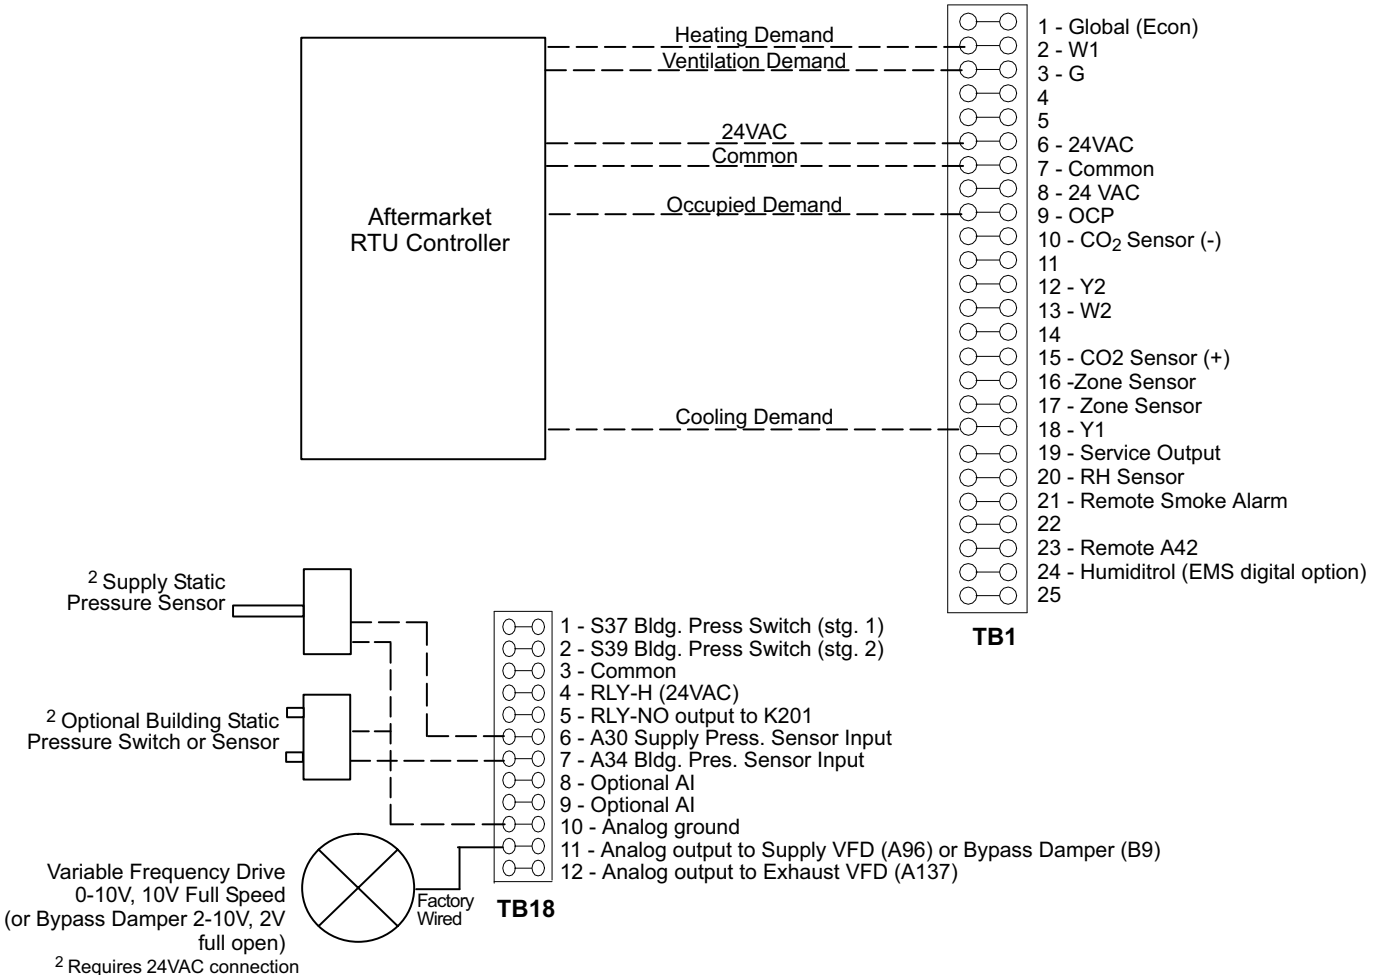 Heating Demand
Ventilation Demand
24VAC
Common
Occupied Demand
Cooling Demand
Aftermarket
RTU Controller
1 - Global (Econ)
2 - W1
3 - G
4
5
6 - 24VAC
7 - Common
8 - 24 VAC
9 - OCP
10 - CO2 Sensor (-)
11
12 - Y2
13 - W2
14
15 - CO2 Sensor (+)
16 -Zone Sensor
17 - Zone Sensor
18 - Y1
19 - Service Output
20 - RH Sensor
21 - Remote Smoke Alarm
22
23 - Remote A42
24 - Humiditrol (EMS digital option)
25
TB1
2 Supply Static
Pressure Sensor
2 Optional Building Static
Pressure Switch or Sensor
1 - S37 Bldg. Press Switch (stg. 1)
2 - S39 Bldg. Press Switch (stg. 2)
3 - Common
4 - RLY-H (24VAC)
5 - RLY-NO output to K201
6 - A30 Supply Press. Sensor Input
7 - A34 Bldg. Pres. Sensor Input
8 - Optional AI
9 - Optional AI
10 - Analog ground
11 - Analog output to Supply VFD (A96) or Bypass Damper (B9)
12 - Analog output to Exhaust VFD (A137)
TB18
Factory
Wired
Variable Frequency Drive
0-10V, 10V Full Speed
(or Bypass Damper 2-10V, 2V
full open)
2 Requires 24VAC connection